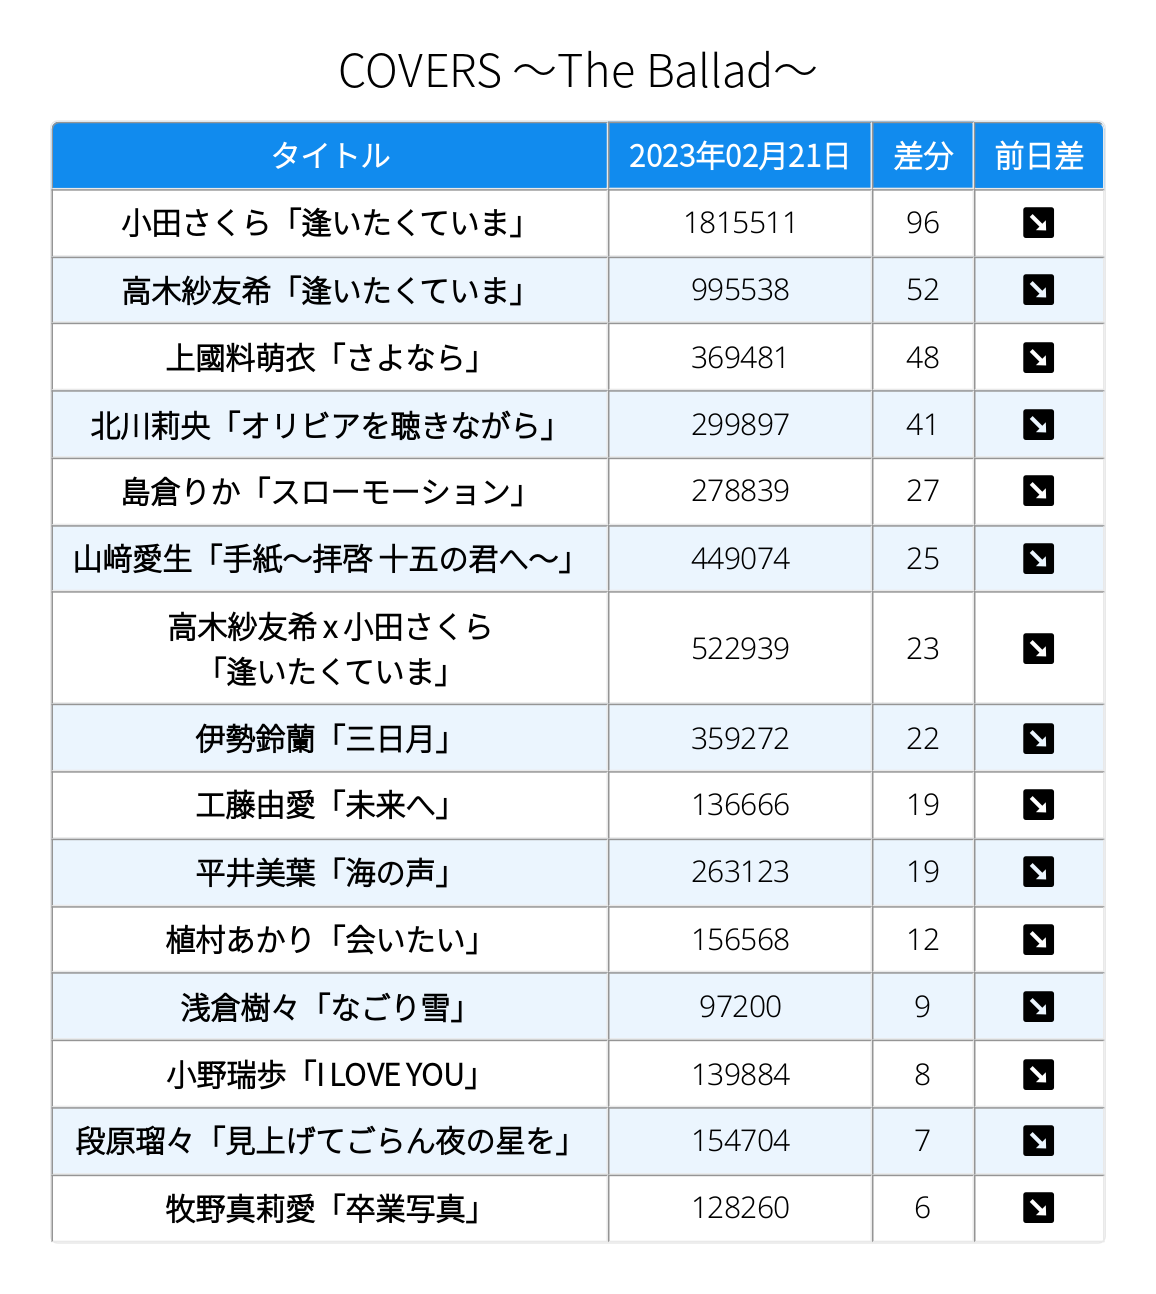 COVERS ～The Ballad～
タイトル 2023年02月21日 差分 前日差
小田さくら「逢いたくていま」 1815511 96
高木紗友希「逢いたくていま」 995538 52
上國料萌衣「さよなら」 369481 48
北川莉央「オリビアを聴きながら」 299897 41
島倉りか「スローモーション」 278839 27
山﨑愛生「手紙～拝啓 十五の君へ～」 449074 25
高木紗友希 x 小田さくら
「逢いたくていま」 522939 23
伊勢鈴蘭「三日月」 359272 22
工藤由愛「未来へ」 136666 19
平井美葉「海の声」 263123 19
植村あかり「会いたい」 156568 12
浅倉樹々「なごり雪」 97200 9
小野瑞歩「I LOVE YOU」 139884 8
段原瑠々「見上げてごらん夜の星を」 154704 7
牧野真莉愛「卒業写真」 128260 6